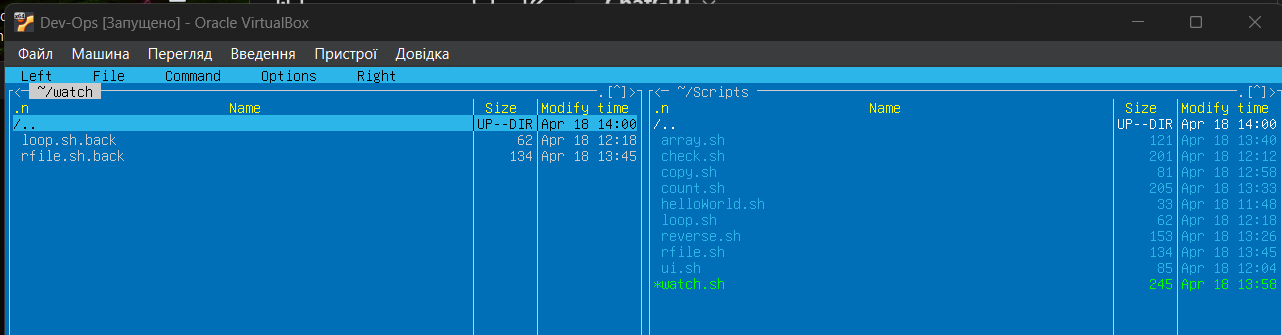 Dev-Ops [Запущено] - Oracle VirtualBox
Файл Машина Перегляд Введення Пристрої Довідка
Left File Command Options Right
<─ ~/watch .[^]> <─ ~/Scripts .[^]>
.n Name Size Modify time .n Name Size Modify time
/.. UP--DIR Apr 18 14:00 /.. UP--DIR Apr 18 14:00
loop.sh.back 62 Apr 18 12:18 array.sh 121 Apr 18 13:40
rfile.sh.back 134 Apr 18 13:45 check.sh 201 Apr 18 12:12
copy.sh 81 Apr 18 12:58
count.sh 205 Apr 18 13:33
helloWorld.sh 33 Apr 18 11:48
loop.sh 62 Apr 18 12:18
reverse.sh 153 Apr 18 13:26
rfile.sh 134 Apr 18 13:45
ui.sh 85 Apr 18 12:04
*watch.sh 245 Apr 18 13:58